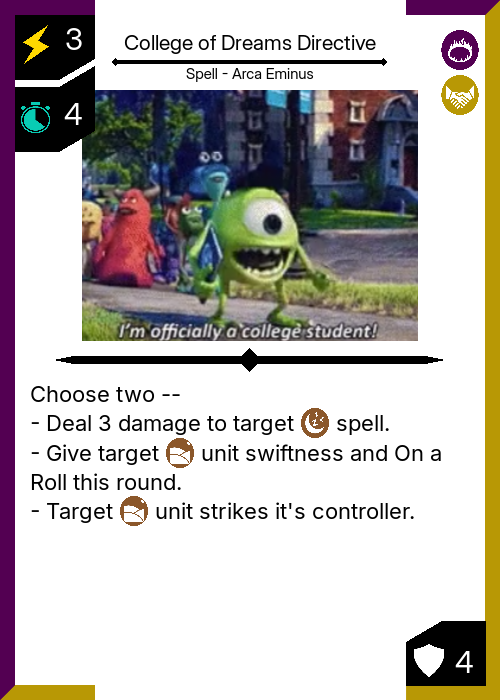 3
College of Dreams Directive
Spell - Arca Eminus
4
I'm officially a college student!
Choose two --
- Deal 3 damage to target spell.
- Give target unit swiftness and On a
Roll this round.
- Target unit strikes it's controller.
4